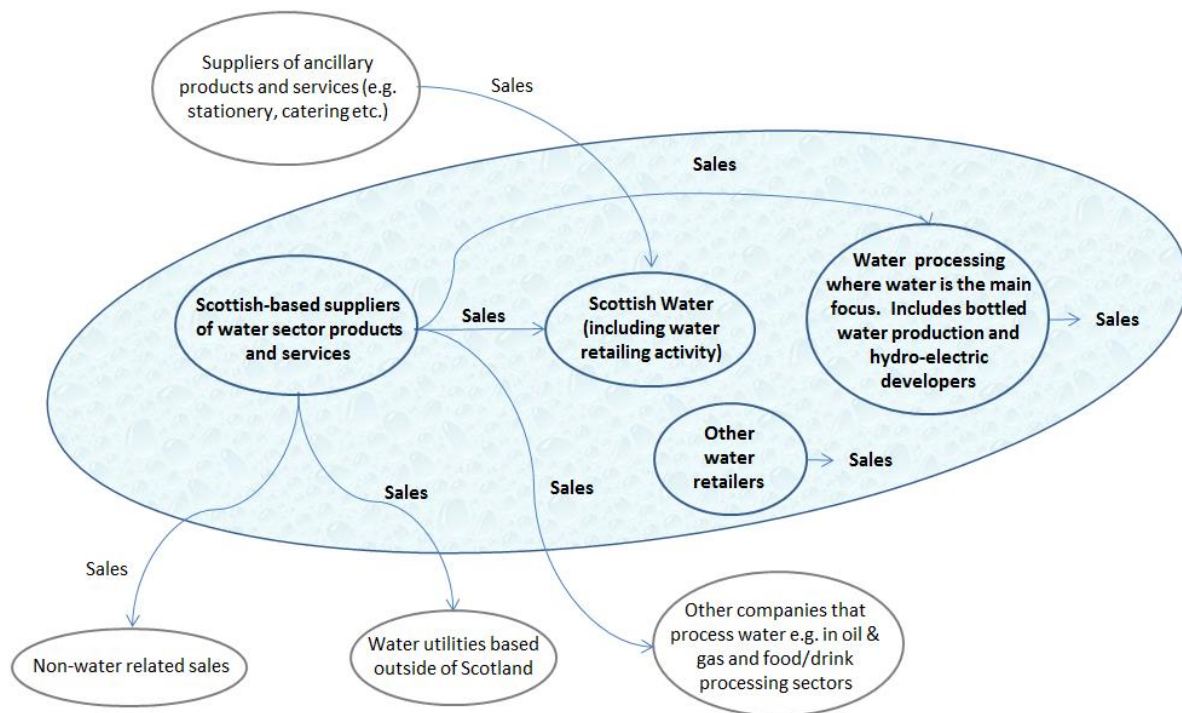 Suppliers of ancillary
products and services (e.g.
stationery, catering etc.)
Sales
Sales
Scottish-based suppliers
of water sector products
and services
Sales
Scottish Water
(including water
retailing activity)
Water processing
where water is the main
focus. Includes bottled
water production and
hydro-electric
developers
Sales
Other
water
retailers
Sales
Sales
Sales
Sales
Non-water related sales
Water utilities based
outside of Scotland
Other companies that
process water e.g. in oil &
gas and food/drink
processing sectors